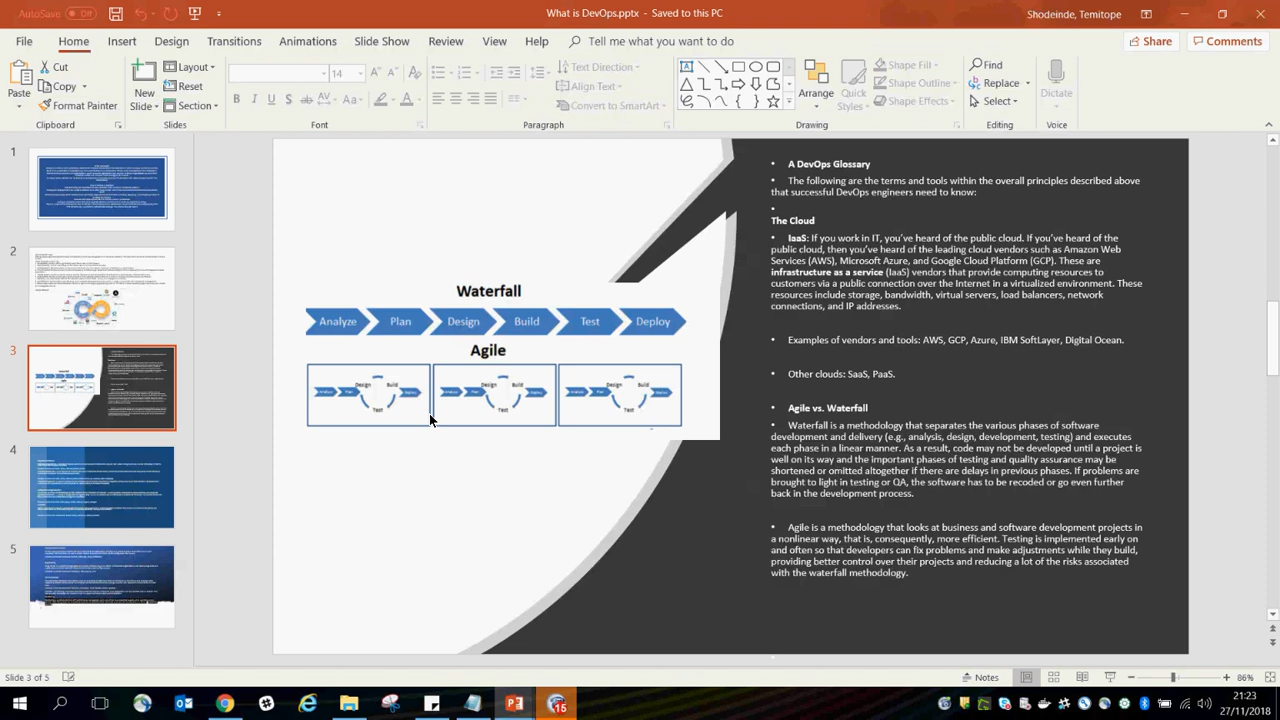 AutoSave Off
What is DevOps.pptx - Saved to this PC
Shodeinde, Temitope
File Home Insert Design Transitions Animations Slide Show Review View Help Tell me what you want to do Share Comments
Cut
Copy
Format Painter
Paste
Clipboard
New
Slide
Layout
Reset
Section
Slides
14
Font
Text Direction
Align Text
Convert to SmartArt
Paragraph
Arrange
Quick
Styles
Shape Fill
Shape Outline
Shape Effects
Drawing
Find
Replace
Select
Editing
Dictate
Voice
1
2
3
4
5
Waterfall
Analyze Plan Design Build Test Deploy
Agile
Design Build Design Build
Test Test Test
• A DevOps Glossary
• The following are the terms and tools within the overall principles described above
that successful DevOps engineers need to know:
•
The Cloud
• IaaS: If you work in IT, you've heard of the public cloud. If you've heard of the
public cloud, then you've heard of the leading cloud vendors such as Amazon Web
Services (AWS), Microsoft Azure, and Google Cloud Platform (GCP). These are
infrastructure as a service (IaaS) vendors that provide computing resources to
customers via a public connection over the Internet in a virtualized environment. These
resources include storage, bandwidth, virtual servers, load balancers, network
connections, and IP addresses.
• Examples of vendors and tools: AWS, GCP, Azure, IBM SoftLayer, Digital Ocean.
• Other clouds: SaaS, PaaS.
• Agile vs. Waterfall
• Waterfall is a methodology that separates the various phases of software
development and delivery (e.g., analysis, design, development, testing) and executes
each phase in a linear manner. As a result, code may not be developed until a project is
well on its way and the important phases of testing and quality assurance may be
shortened or omitted altogether if there are delays in previous phases. If problems are
brought to light in testing or QA, the software has to be recoded or go even further
back in the development process.
• Agile is a methodology that looks at business and software development projects in
a nonlinear way, that is, consequently, more efficient. Testing is implemented early on
and often so that developers can fix problems and make adjustments while they build,
providing better control over their projects and reducing a lot of the risks associated
with the waterfall methodology.
Slide 3 of 5
Notes
86%
15
21:23
27/11/2018